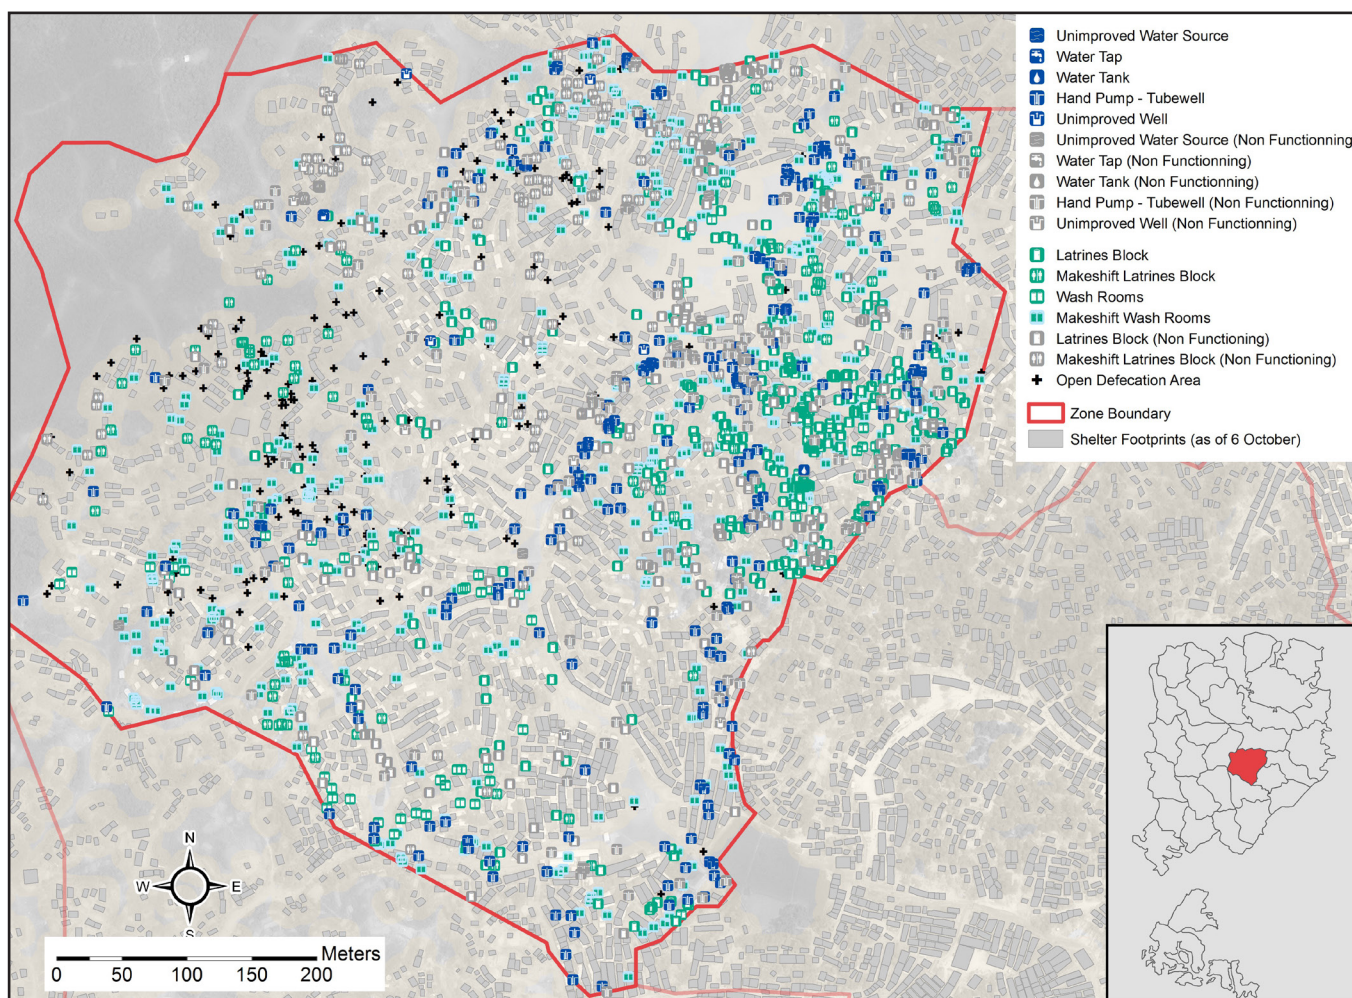 Unimproved Water Source
Water Tap
Water Tank
Hand Pump - Tubewell
Unimproved Well
Unimproved Water Source (Non Functionning)
Water Tap (Non Functionning)
Water Tank (Non Functionning)
Hand Pump - Tubewell (Non Functionning)
Unimproved Well (Non Functionning)
Latrines Block
Makeshift Latrines Block
Wash Rooms
Makeshift Wash Rooms
Latrines Block (Non Functioning)
Makeshift Latrines Block (Non Functioning)
Open Defecation Area
Zone Boundary
Shelter Footprints (as of 6 October)
N
W E
S
Meters
0 50 100 200